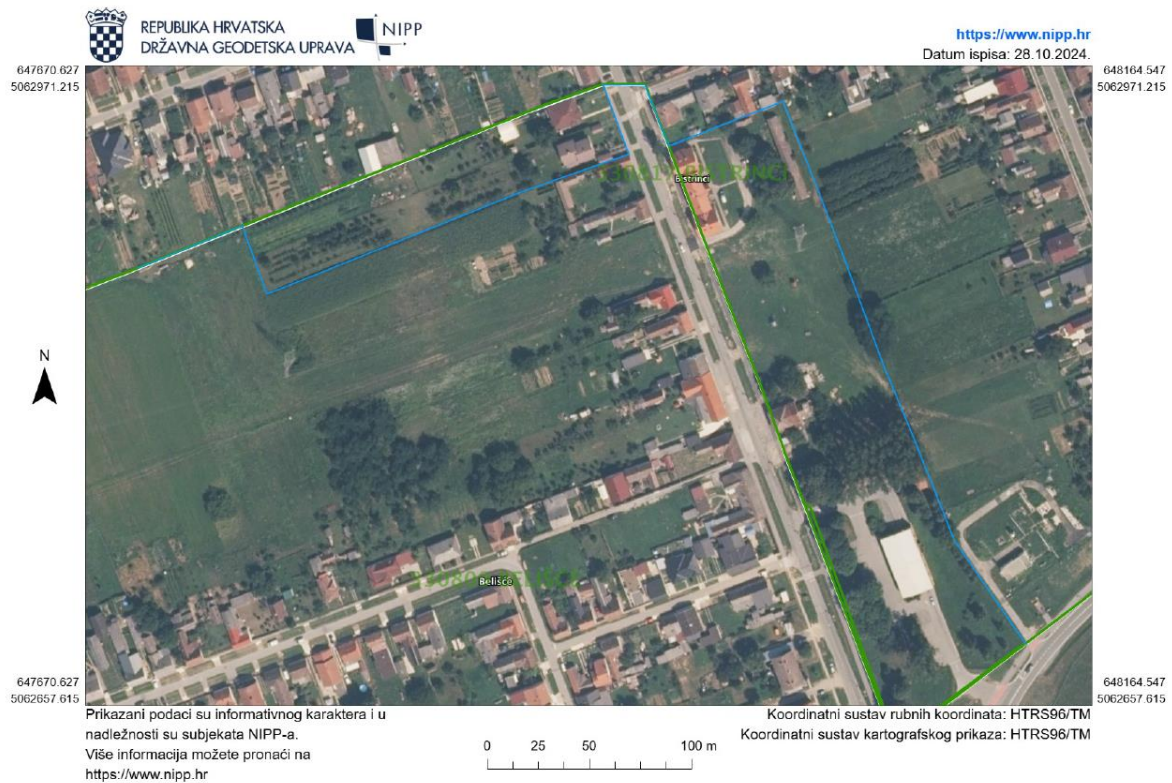 REPUBLIKA HRVATSKA
DRŽAVNA GEODETSKA UPRAVA
NIPP
https://www.nipp.hr
Datum ispisa: 28.10.2024.
647670.627
5062971.215
648164.547
5062971.215
Bistrinci
N
Belišće
647670.627
5062657.615
648164.547
5062657.615
Prikazani podaci su informativnog karaktera i u
nadležnosti su subjekata NIPP-a.
Više informacija možete pronaći na
https://www.nipp.hr
0 25 50 100 m
Koordinatni sustav rubnih koordinata: HTRS96/TM
Koordinatni sustav kartografskog prikaza: HTRS96/TM